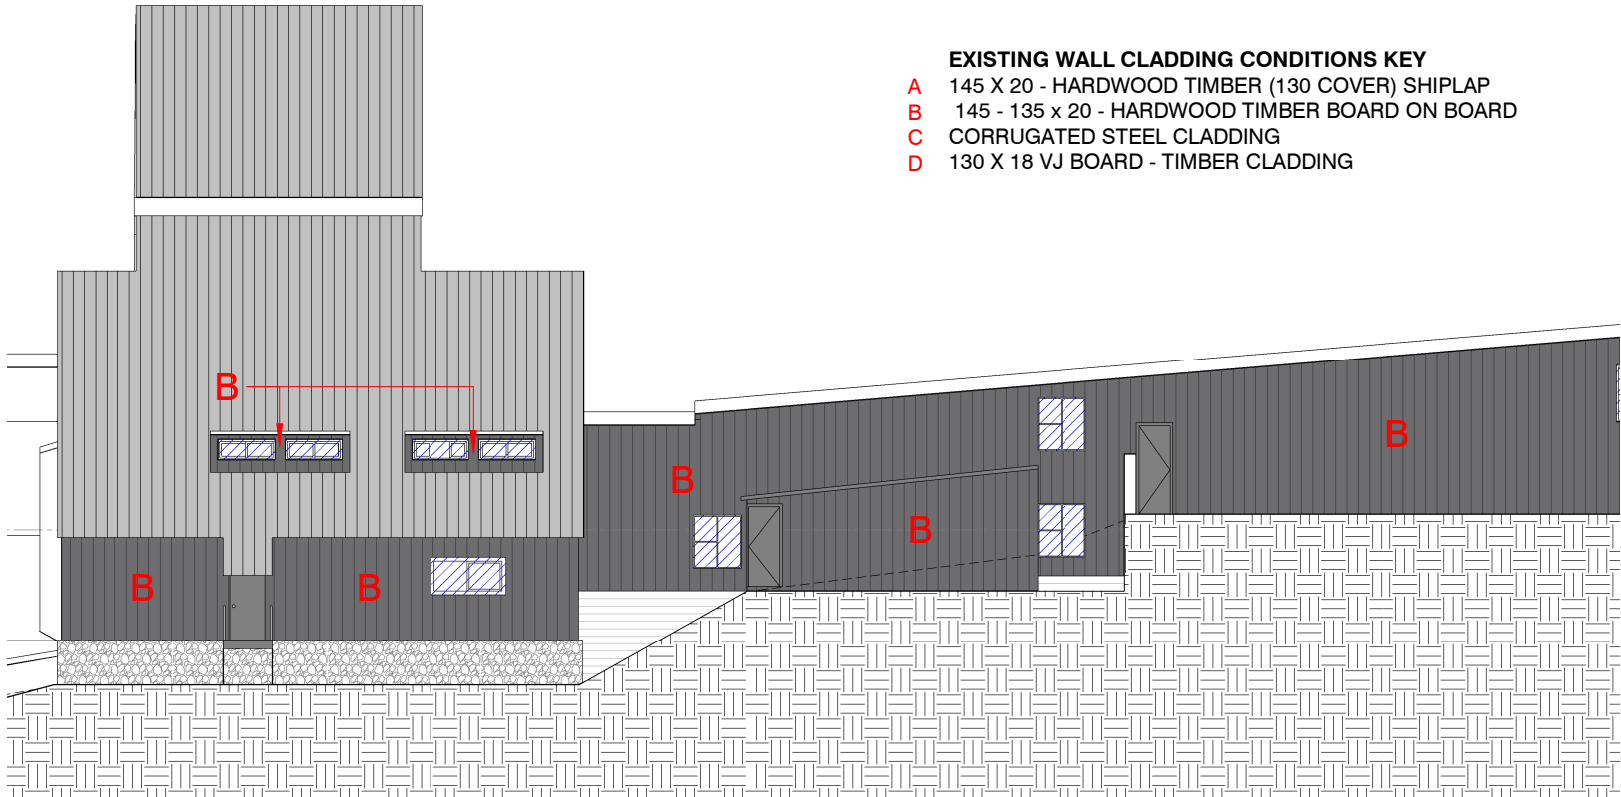 EXISTING WALL CLADDING CONDITIONS KEY
A 145 X 20 - HARDWOOD TIMBER (130 COVER) SHIPLAP
B 145 - 135 x 20 - HARDWOOD TIMBER BOARD ON BOARD
C CORRUGATED STEEL CLADDING
D 130 X 18 VJ BOARD - TIMBER CLADDING
B
B
B
B
B
B